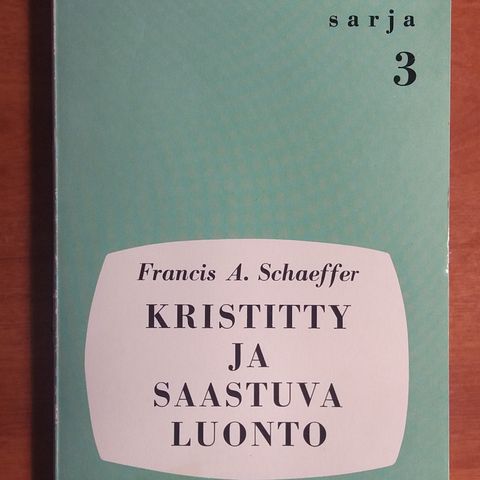 sarja
3
Francis A. Schaeffer
KRISTITTY
JA
SAASTUVA
LUONTO